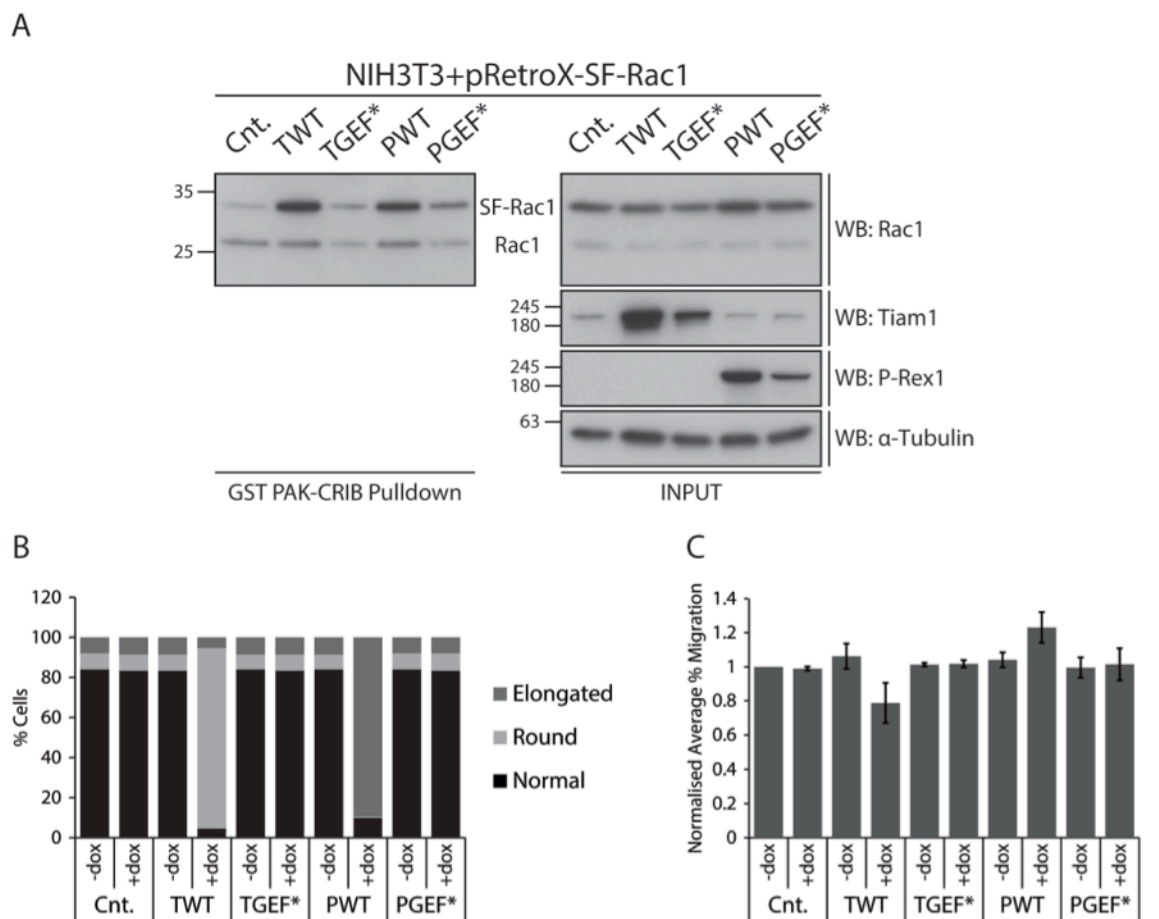 A
NIH3T3+pRetroX-SF-Rac1
Cnt. TWT TGEF* PWT PGEF* Cnt. TWT TGEF* PWT PGEF*
35
SF-Rac1
Rac1
25
WB: Rac1
245
180
WB: Tiam1
245
180
WB: P-Rex1
63
WB: α-Tubulin
GST PAK-CRIB Pulldown
INPUT
B
% Cells
120
100
80
60
40
20
0
-dox +dox -dox +dox -dox +dox -dox +dox -dox +dox
Cnt. TWT TGEF* PWT PGEF*
Elongated
Round
Normal
C
Normalised Average % Migration
1.4
1.2
1
0.8
0.6
0.4
0.2
0
-dox +dox -dox +dox -dox +dox -dox +dox -dox +dox
Cnt. TWT TGEF* PWT PGEF*